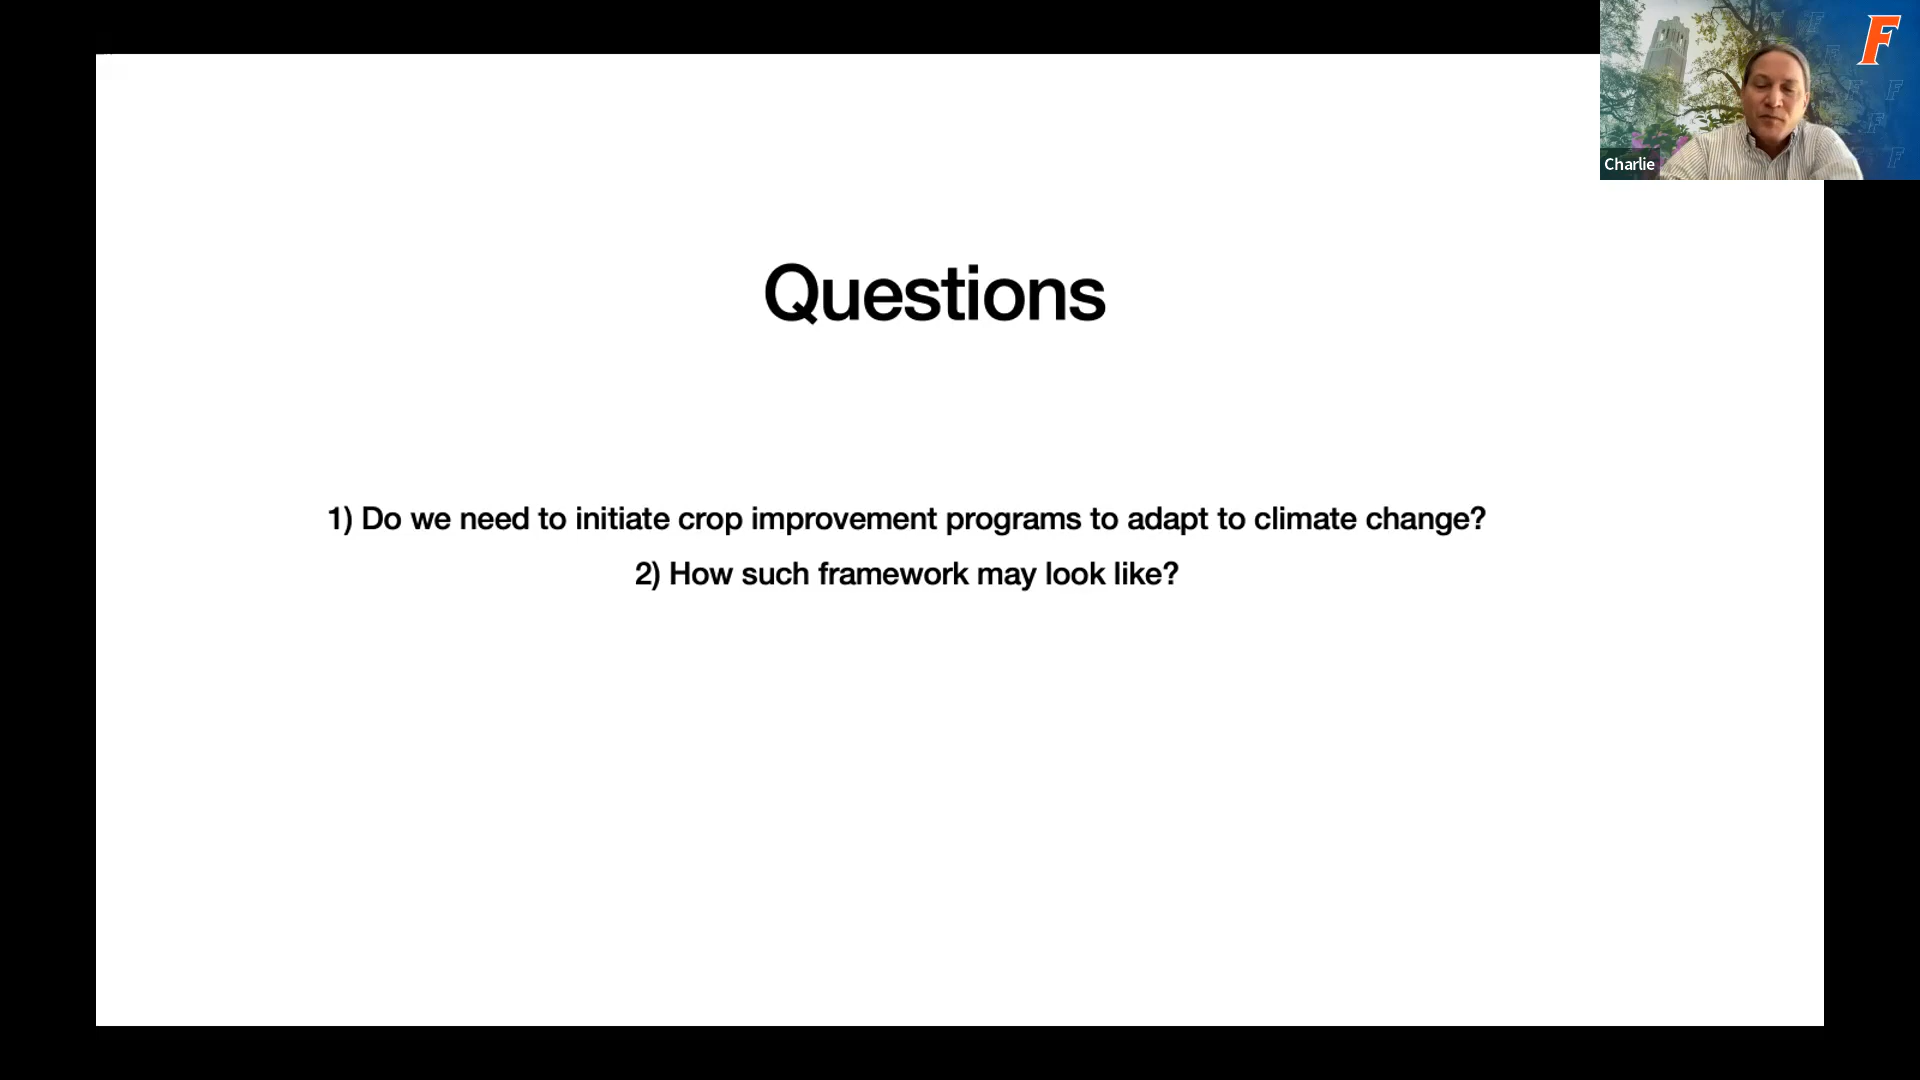 F
Charlie
Questions
1) Do we need to initiate crop improvement programs to adapt to climate change?
2) How such framework may look like?